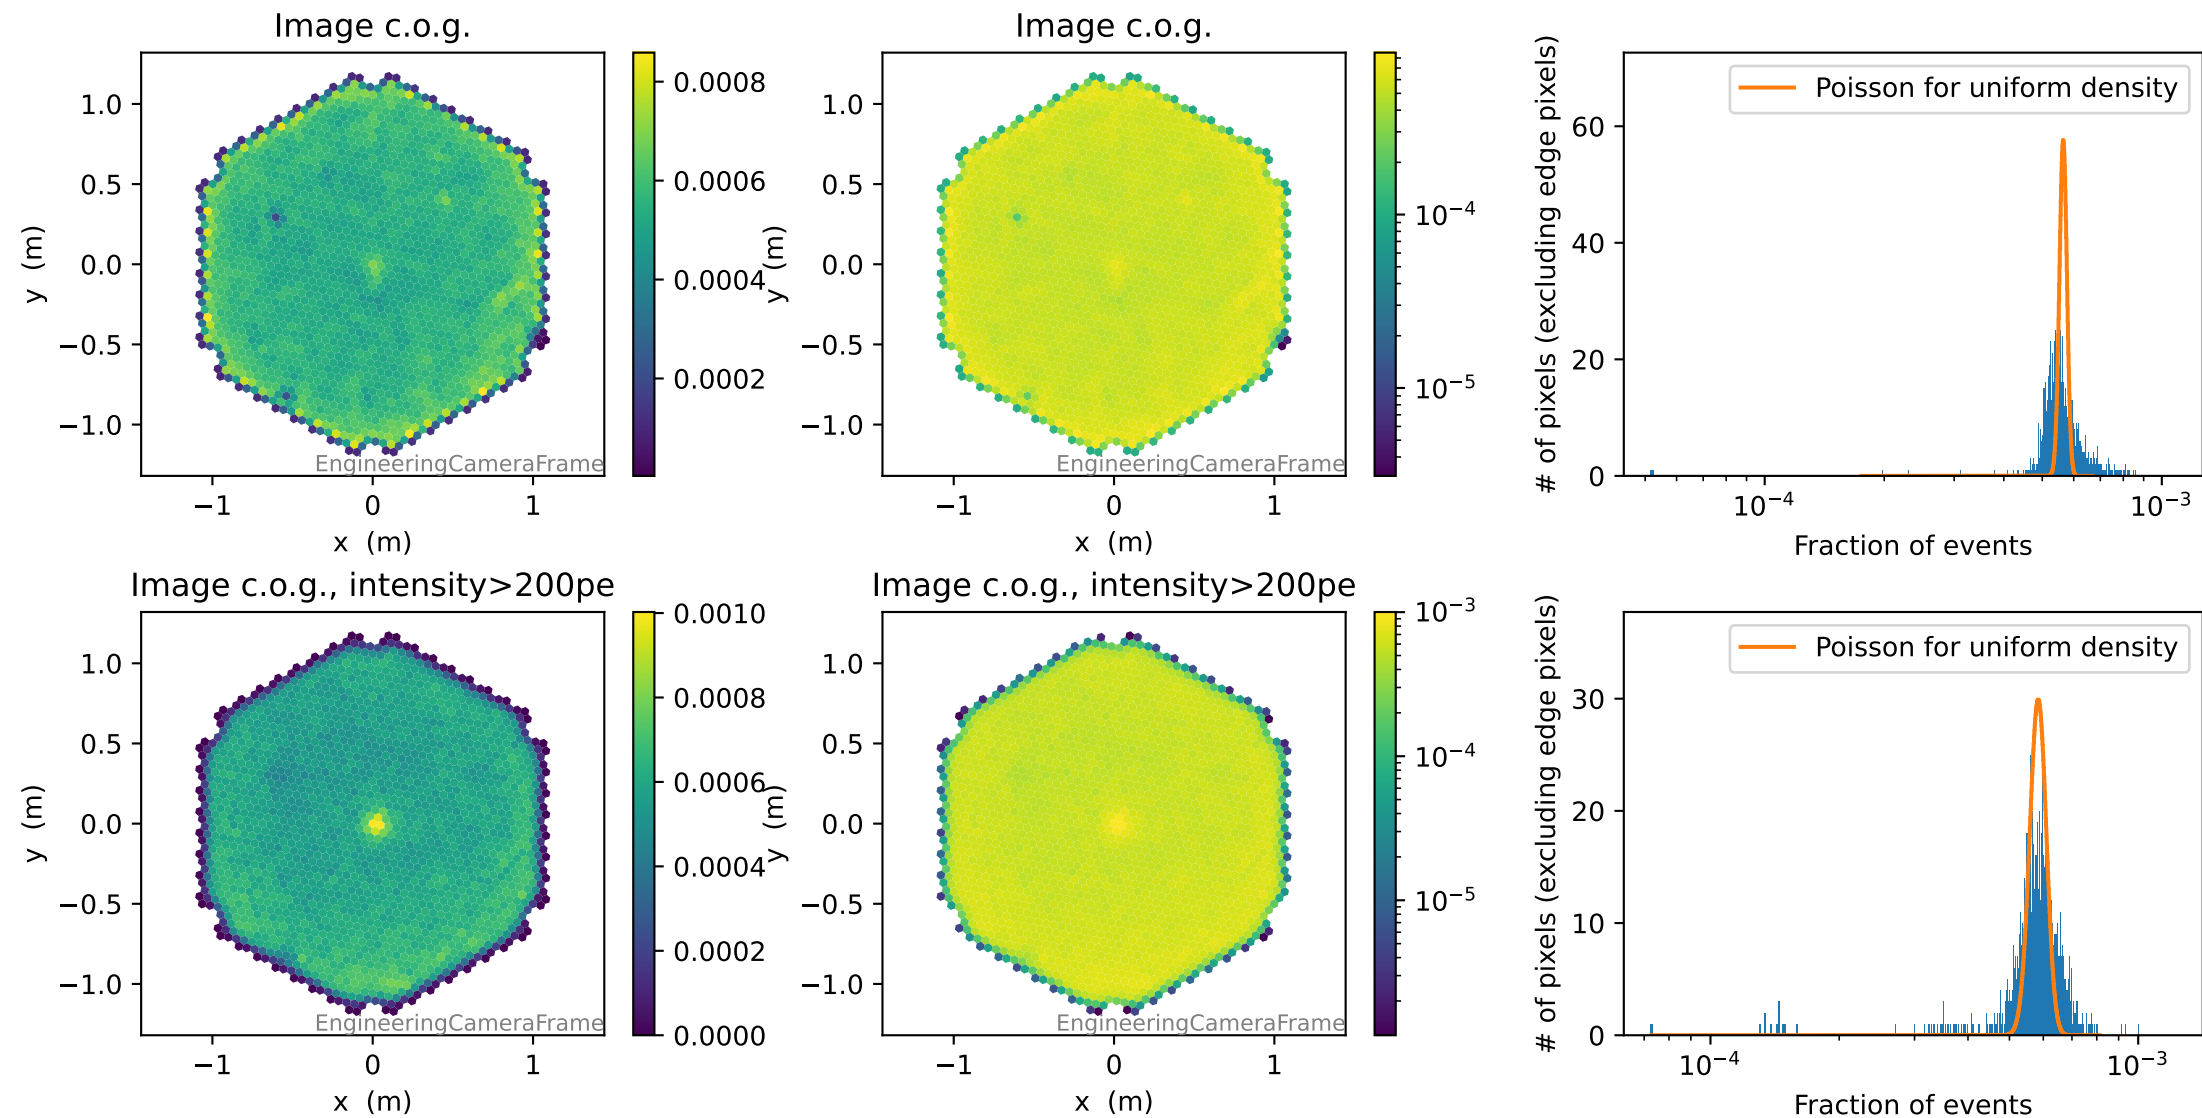 Image c.o.g.
y (m)
1.0
0.5
0.0
−0.5
−1.0
−1 0 1
x (m)
EngineeringCameraFrame
0.0008
0.0006
0.0004
0.0002
Image c.o.g.
y (m)
1.0
0.5
0.0
−0.5
−1.0
−1 0 1
x (m)
EngineeringCameraFrame
10−4
10−5
# of pixels (excluding edge pixels)
60
40
20
0
Poisson for uniform density
10−4 10−3
Fraction of events
Image c.o.g., intensity>200pe
y (m)
1.0
0.5
0.0
−0.5
−1.0
−1 0 1
x (m)
EngineeringCameraFrame
0.0010
0.0008
0.0006
0.0004
0.0002
0.0000
Image c.o.g., intensity>200pe
y (m)
1.0
0.5
0.0
−0.5
−1.0
−1 0 1
x (m)
EngineeringCameraFrame
10−3
10−4
10−5
# of pixels (excluding edge pixels)
30
20
10
0
Poisson for uniform density
10−4 10−3
Fraction of events